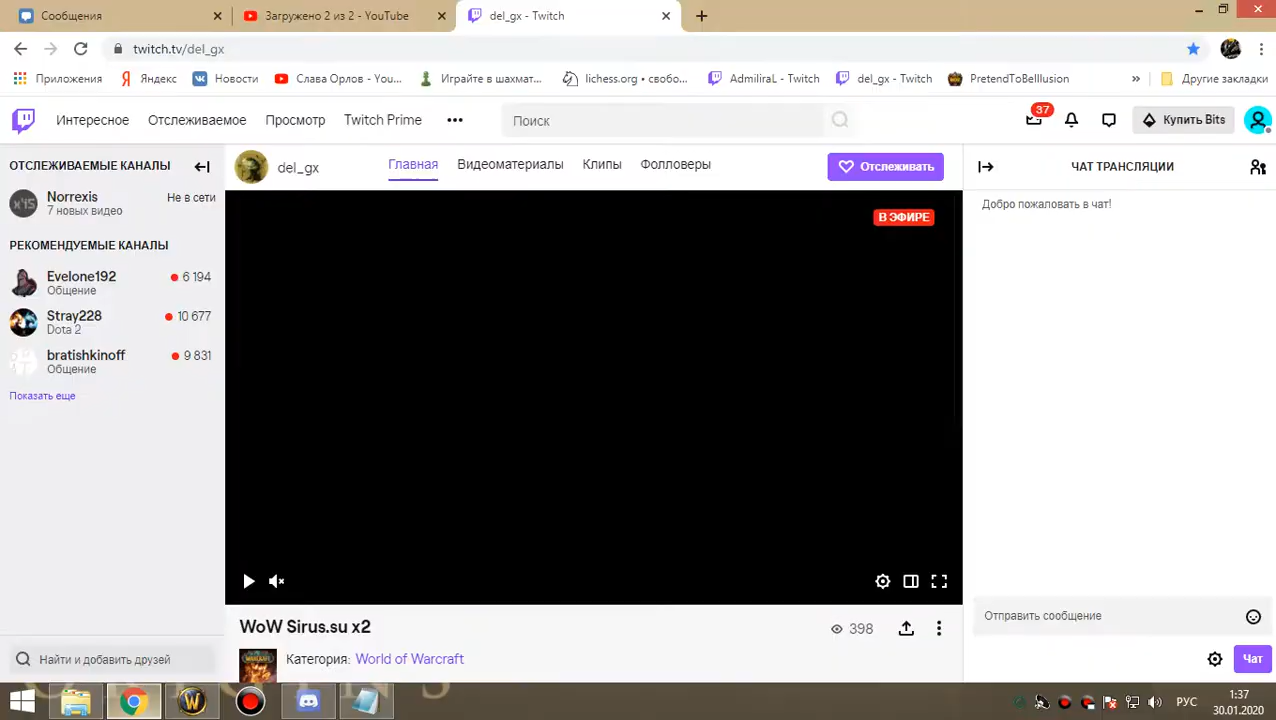 Сообщения
Загружено 2 из 2 - YouTube
del_gx - Twitch
twitch.tv/del_gx
Приложения
Яндекс
Новости
Слава Орлов - You...
Играйте в шахмат...
lichess.org • свобо...
AdmiliraL - Twitch
del_gx - Twitch
PretendToBeIllusion
»
Другие закладки
Интересное
Отслеживаемое
Просмотр
Twitch Prime
Поиск
37
Купить Bits
ОТСЛЕЖИВАЕМЫЕ КАНАЛЫ
x45
Norrexis
Не в сети
7 новых видео
РЕКОМЕНДУЕМЫЕ КАНАЛЫ
Evelone192
6 194
Общение
Stray228
10 677
Dota 2
bratishkinoff
9 831
Общение
Показать еще
Найти и добавить друзей
del_gx
Главная
Видеоматериалы
Клипы
Фолловеры
Отслеживать
В ЭФИРЕ
WoW Sirus.su x2
398
Категория: World of Warcraft
ЧАТ ТРАНСЛЯЦИИ
Добро пожаловать в чат!
Отправить сообщение
Чат
РУС
1:37
30.01.2020